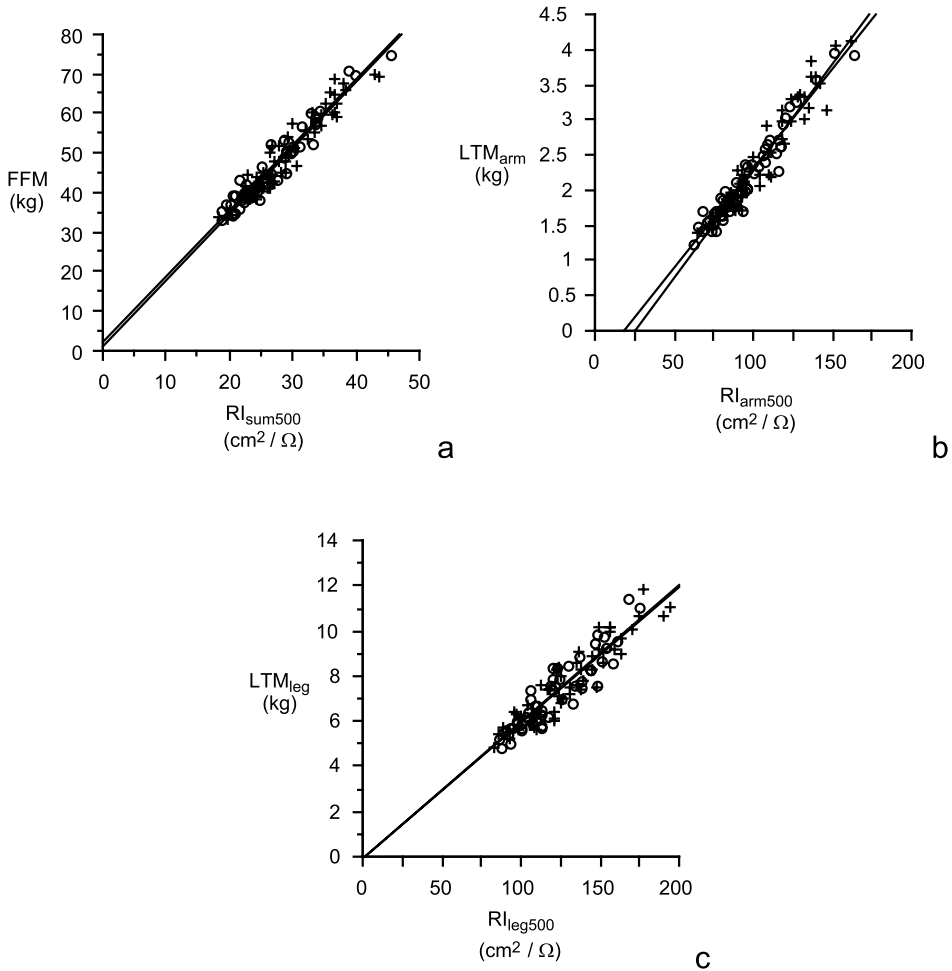 80
70
60
50
40
30
20
10
0
FFM
(kg)
0 10 20 30 40 50
RIsum500
(cm2 / Ω)
a
4.5
4
3.5
3
2.5
2
1.5
1
0.5
0
LTMarm
(kg)
0 50 100 150 200
RIarm500
(cm2 / Ω)
b
14
12
10
8
6
4
2
0
LTMleg
(kg)
0 50 100 150 200
RIleg500
(cm2 / Ω)
c